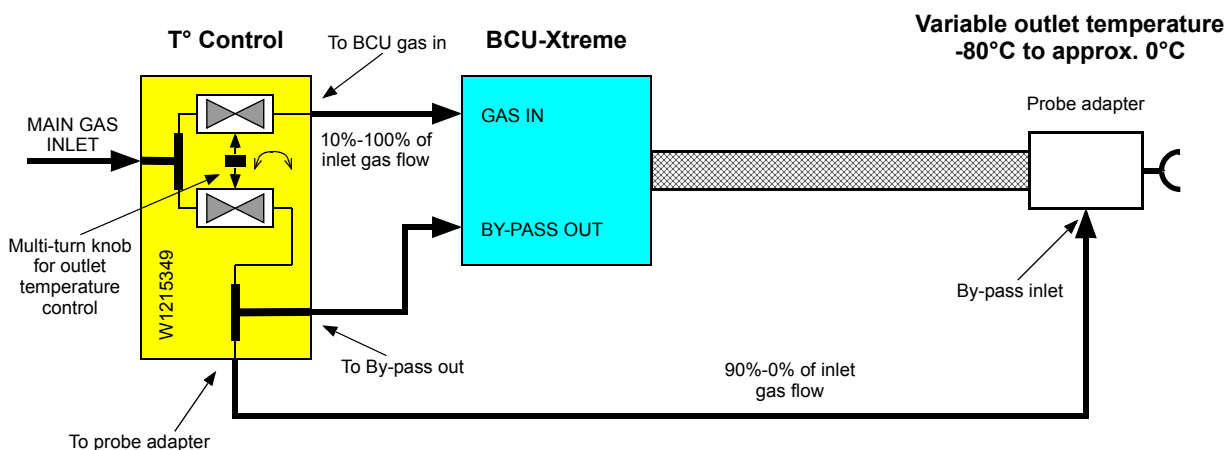 T° Control
To BCU gas in
BCU-Xtreme
Variable outlet temperature
-80°C to approx. 0°C
MAIN GAS
INLET
10%-100% of
inlet gas flow
GAS IN
Probe adapter
Multi-turn knob
for outlet
temperature
control
W1215349
BY-PASS OUT
By-pass inlet
To By-pass out
90%-0% of inlet
gas flow
To probe adapter